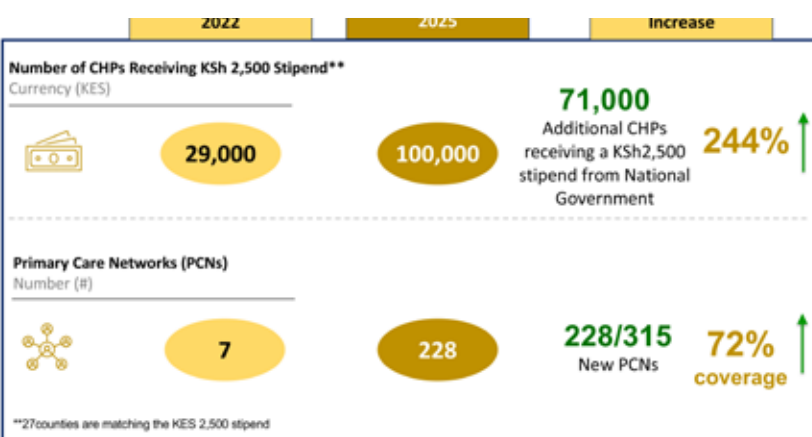 2022
2025
Increase
Number of CHPs Receiving KSh 2,500 Stipend**
Currency (KES)
29,000
100,000
71,000
Additional CHPs
receiving a KSh2,500
stipend from National
Government
244%
Primary Care Networks (PCNs)
Number (#)
7
228
228/315
New PCNs
72%
coverage
**27counties are matching the KES 2,500 stipend